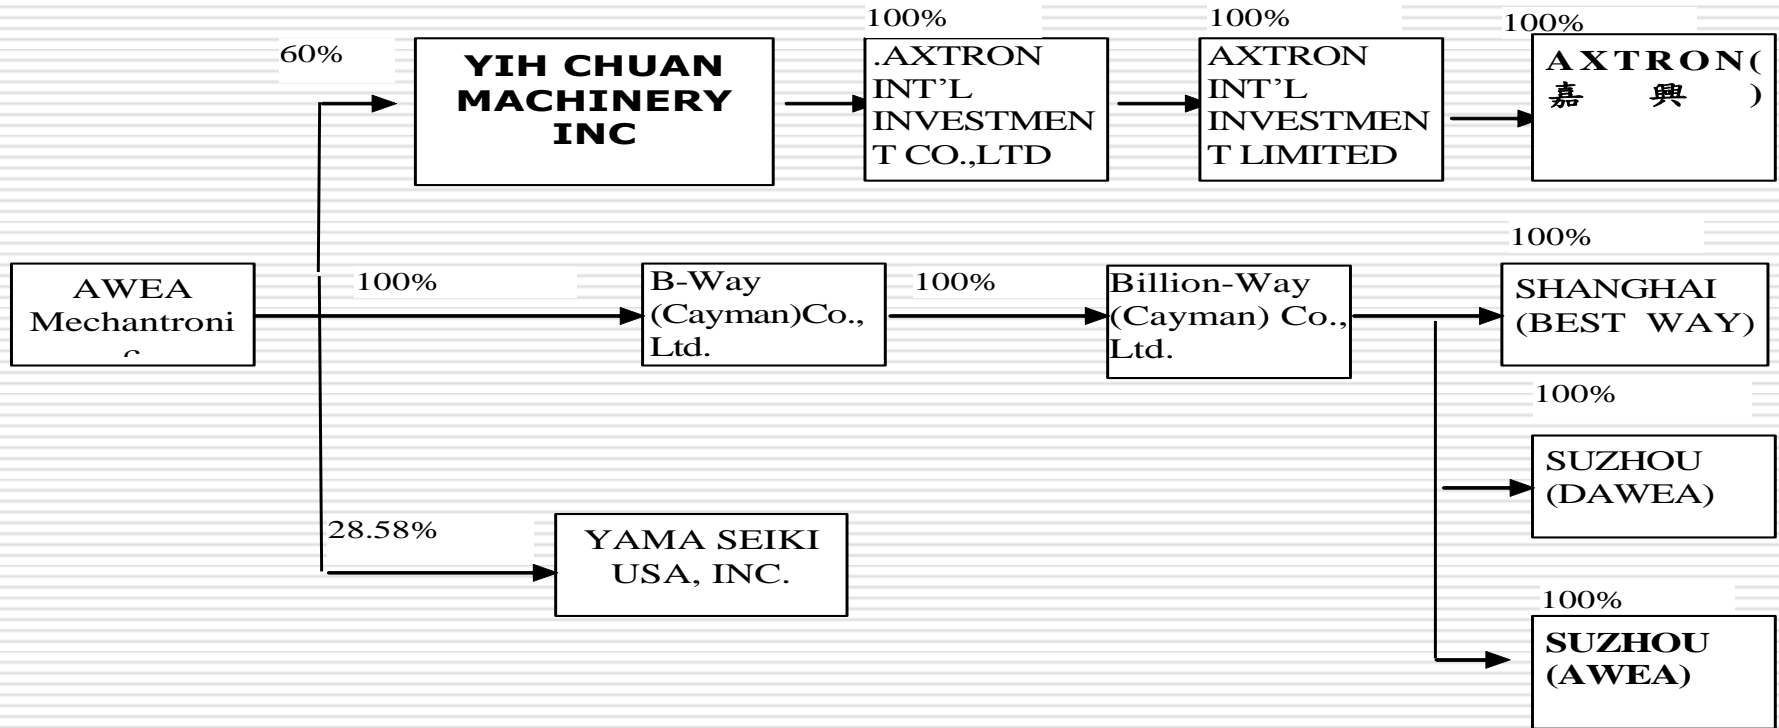 100%
100%
100%
60%
YIH CHUAN
MACHINERY
INC
.AXTRON
INT’L
INVESTMEN
T CO.,LTD
AXTRON
INT’L
INVESTMEN
T LIMITED
AXTRON(
嘉 興 )
100%
AWEA
Mechantroni
c
100%
B-Way
(Cayman)Co.,
Ltd.
100%
Billion-Way
(Cayman) Co.,
Ltd.
SHANGHAI
(BEST WAY)
100%
SUZHOU
(DAWEA)
28.58%
YAMA SEIKI
USA, INC.
100%
SUZHOU
(AWEA)